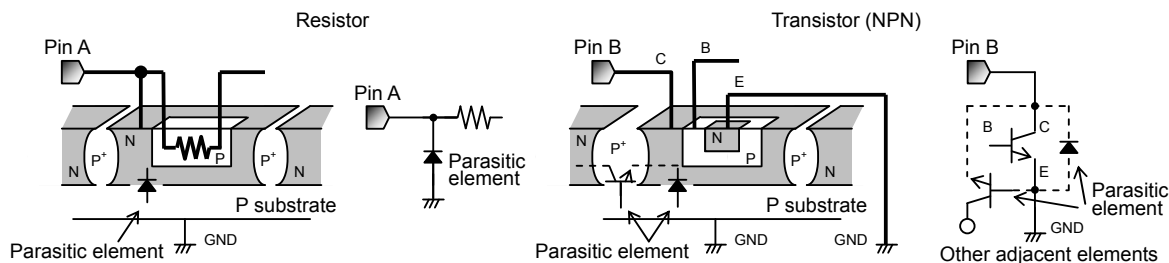 Resistor
Pin A
N
P+
N
P
P+
N
P substrate
Parasitic element
GND
Pin A
Parasitic
element
Transistor (NPN)
Pin B
C
B
E
N
P+
N
P
P+
N
P substrate
Parasitic element
GND
GND
Pin B
B
C
E
Parasitic
element
GND
Other adjacent elements